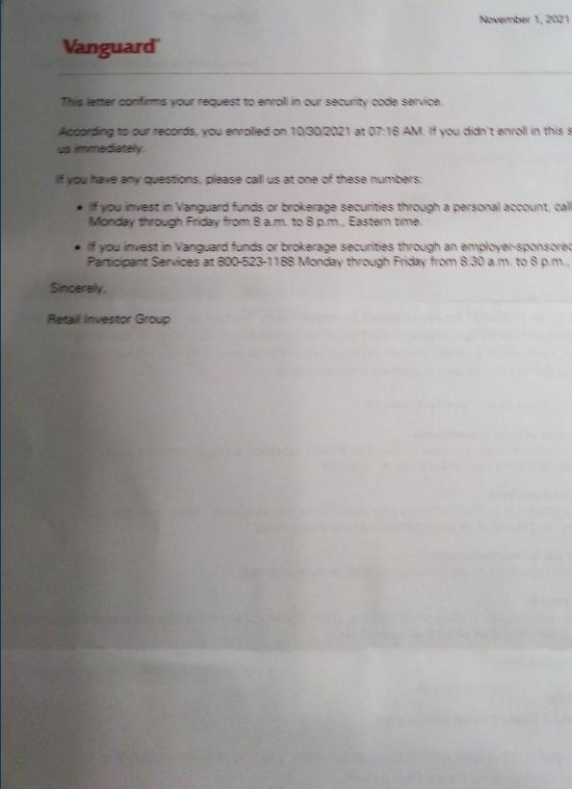 November 1, 2021
Vanguard
This letter confirms your request to enroll in our security code service.
According to our records, you enrolled on 10/30/2021 at 07:16 AM. If you didn't enroll in this s
us immediately.
If you have any questions, please call us at one of these numbers:
• If you invest in Vanguard funds or brokerage securities through a personal account, call
Monday through Friday from 8 a.m. to 8 p.m., Eastern time.
• If you invest in Vanguard funds or brokerage securities through an employer-sponsored
Participant Services at 800-523-1188 Monday through Friday from 8:30 a.m. to 8 p.m.,
Sincerely,
Retail Investor Group